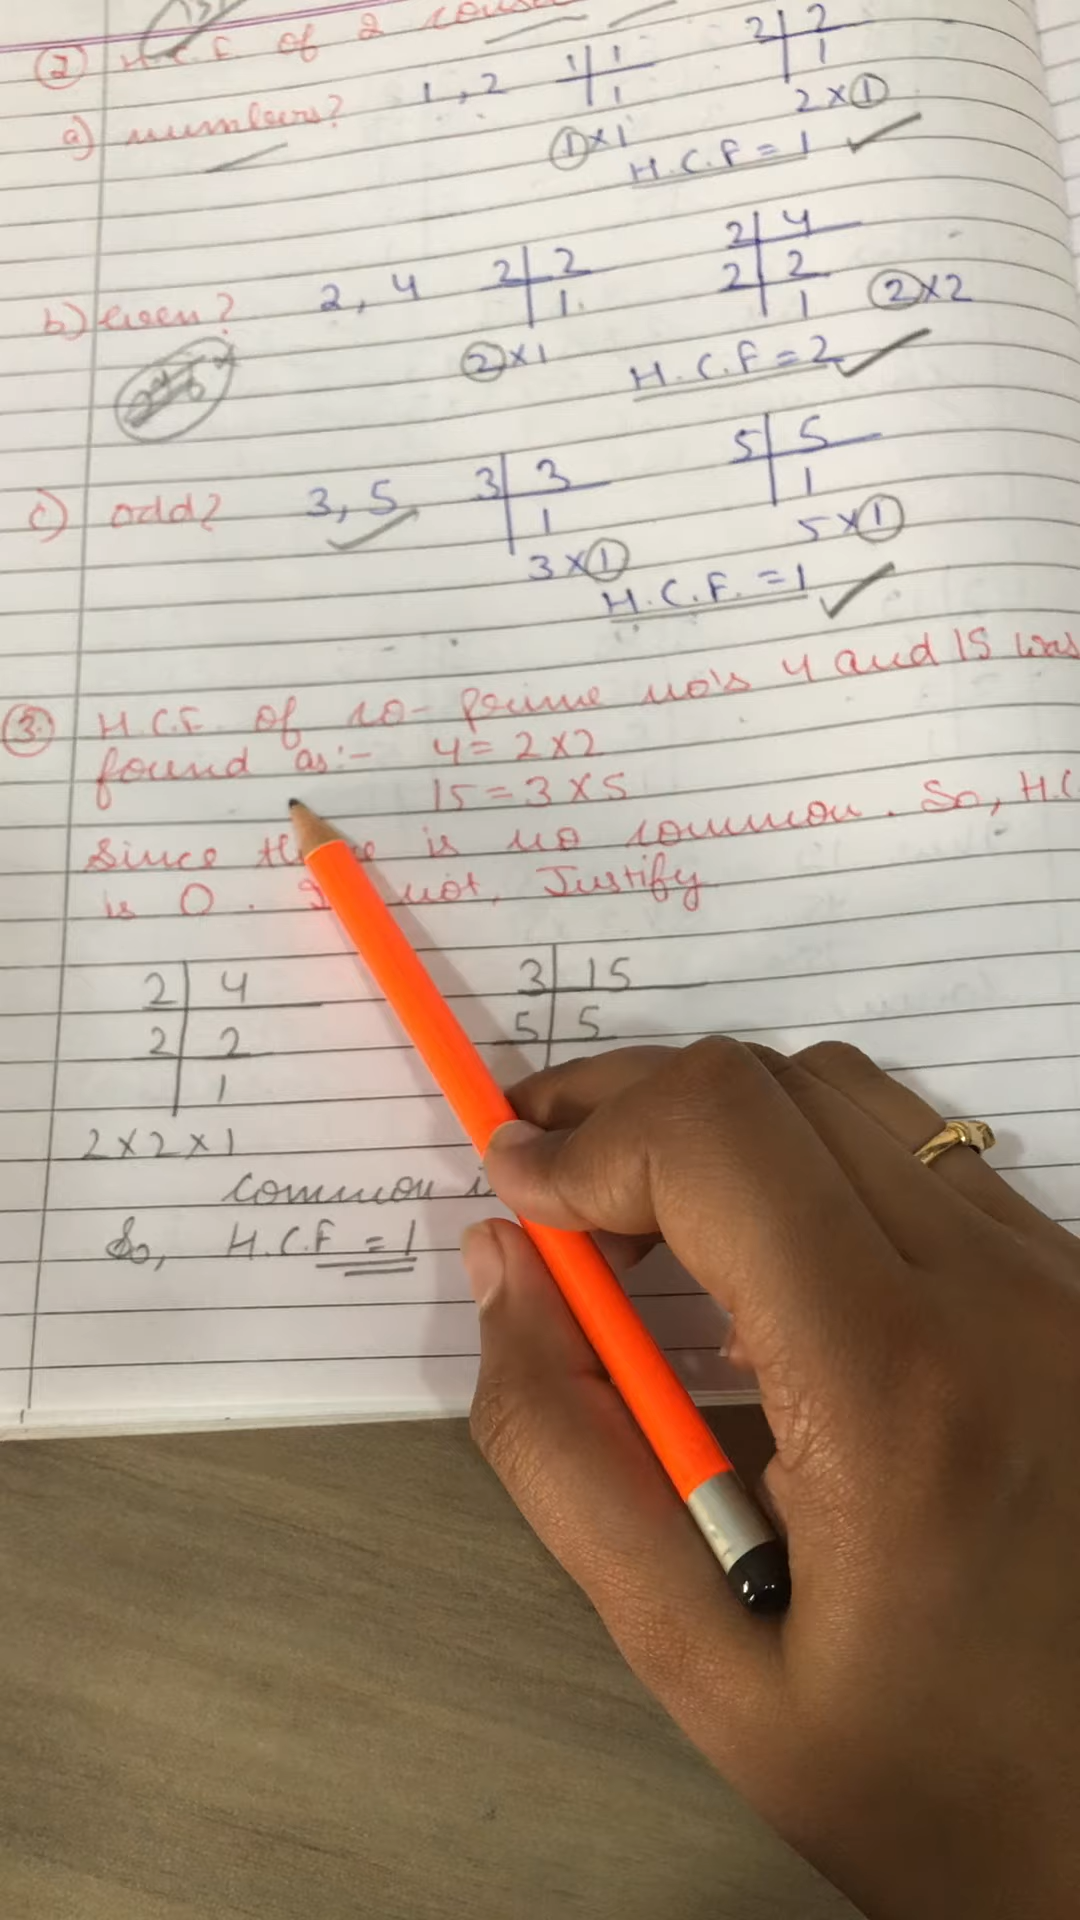 ② H.C.F of 2
a) numbers? 1, 2
1 | 1
1
①×1
2 | 2
1
2×①
H.C.F = 1
b) Even? 2, 4
2 | 2
1
②×1
2 | 4
2 | 2
1
②×2
H.C.F = 2
c) odd? 3, 5
3 | 3
1
3×①
5 | 5
1
5×①
H.C.F. = 1
③ H.C.F of co-prime no's 4 and 15 was
found as:- 4 = 2×2
15 = 3×5
Since is no common. So, H.C
is 0. not, Justify
2 | 4
2 | 2
1
2×2×1
3 | 15
5 | 5
common
So, H.C.F = 1